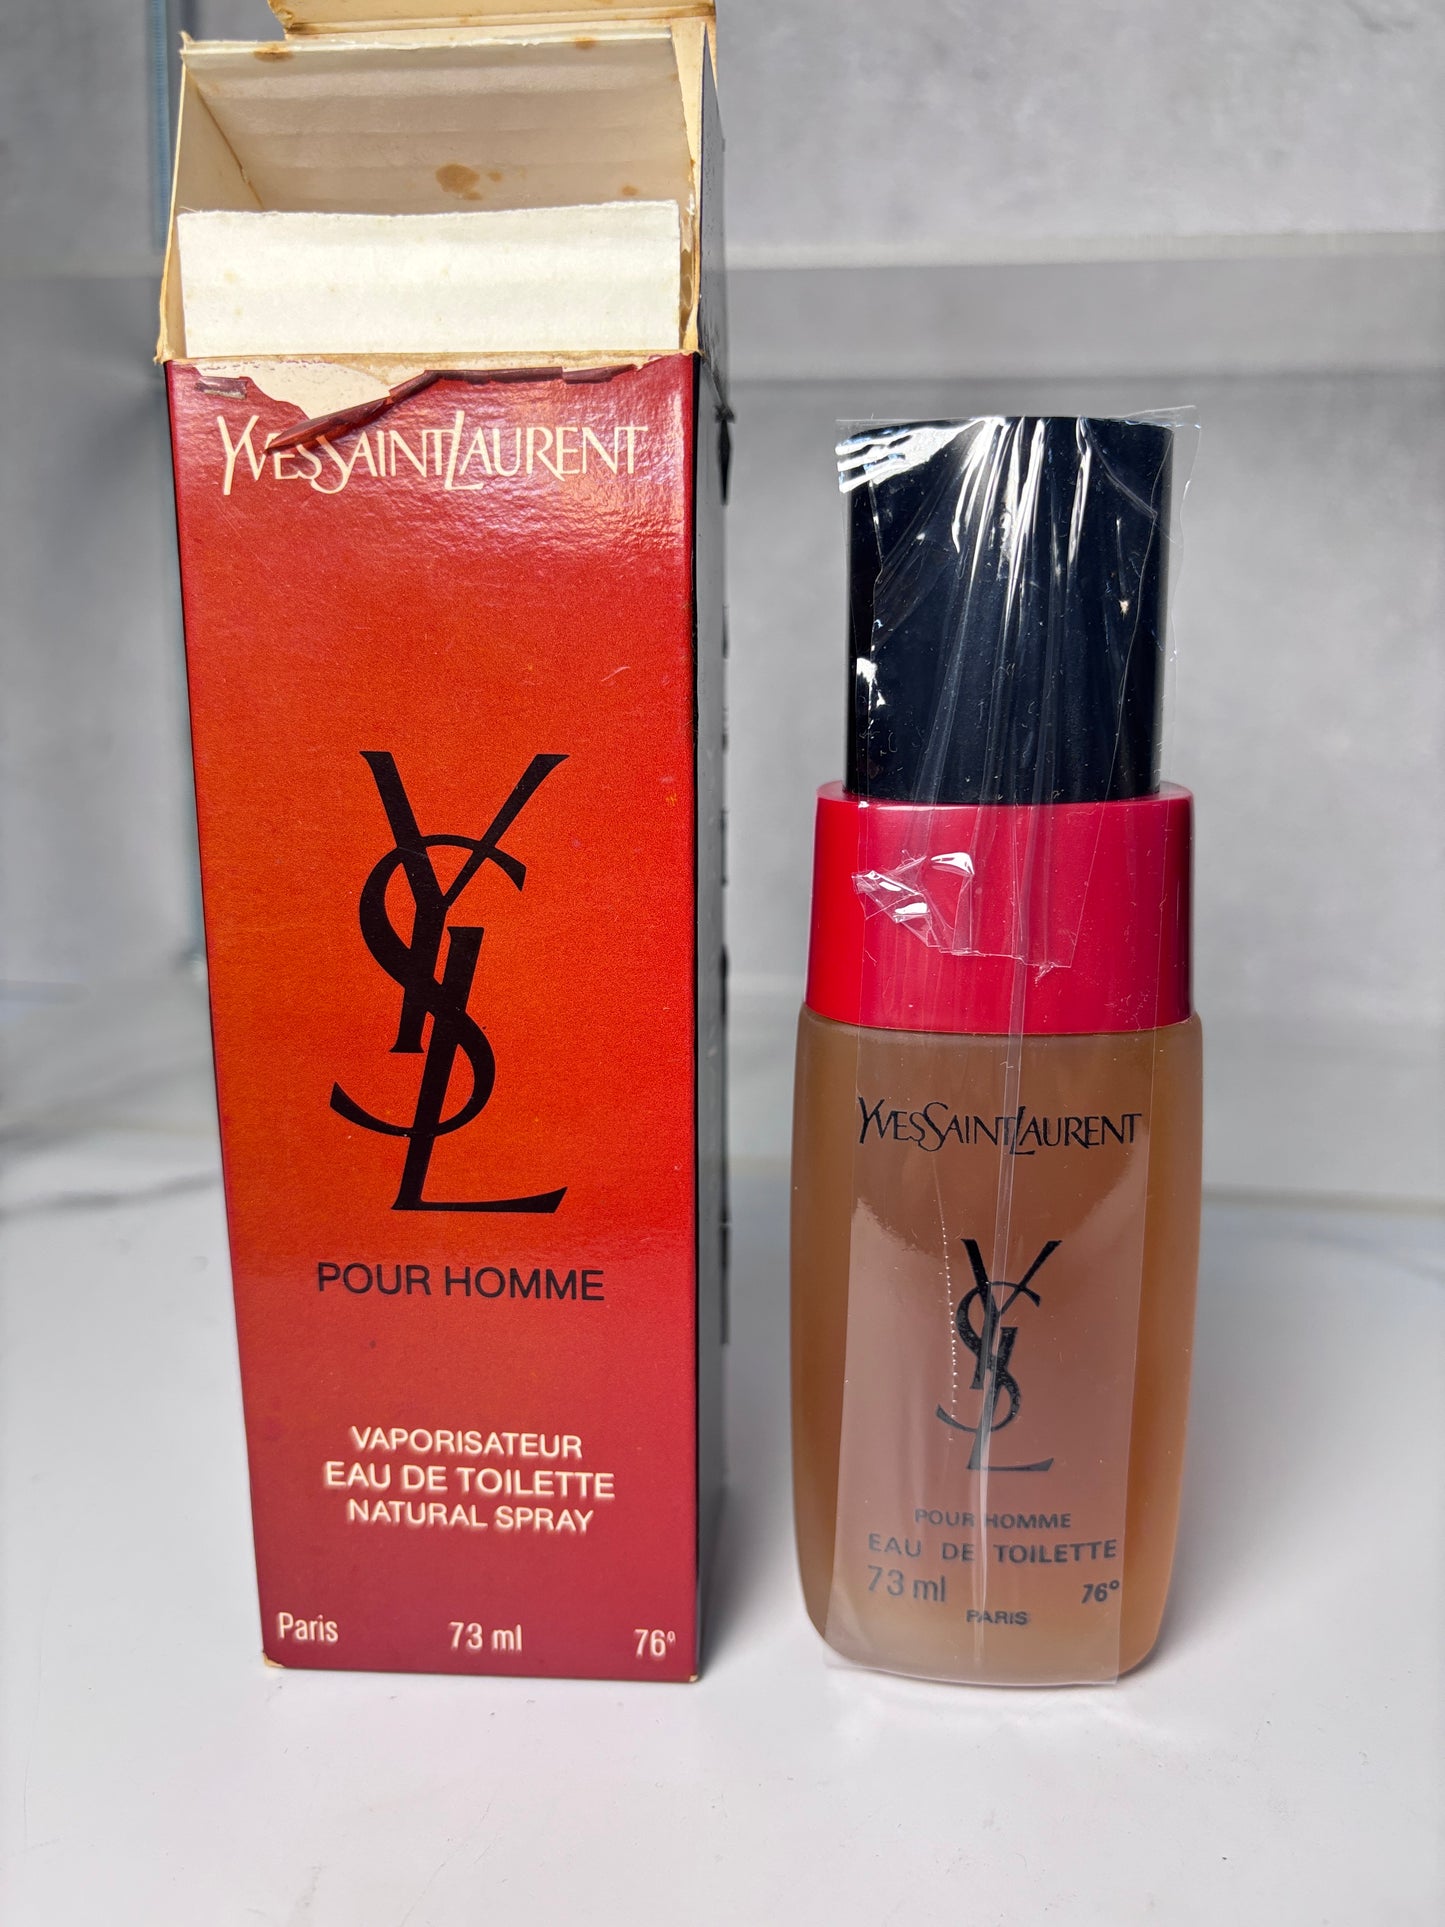 YVESSAINTLAURENT
YSL
POUR HOMME
VAPORISATEUR
EAU DE TOILETTE
NATURAL SPRAY
Paris 73 ml 76°
YVESSAINTLAURENT
YSL
POUR HOMME
EAU DE TOILETTE
73 ml 76°
PARIS